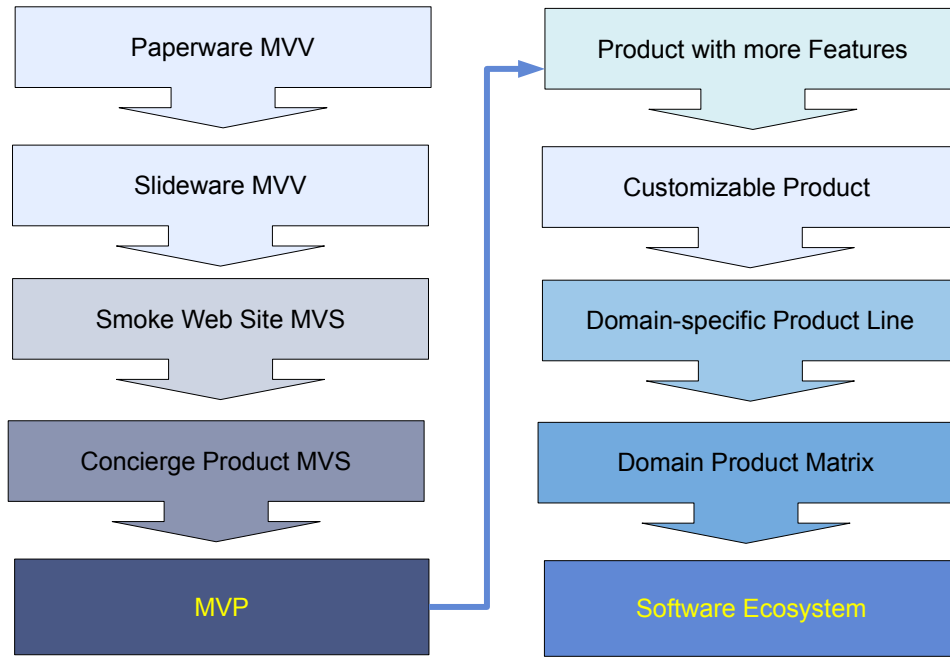 Paperware MVV
Slideware MVV
Smoke Web Site MVS
Concierge Product MVS
MVP
Product with more Features
Customizable Product
Domain-specific Product Line
Domain Product Matrix
Software Ecosystem